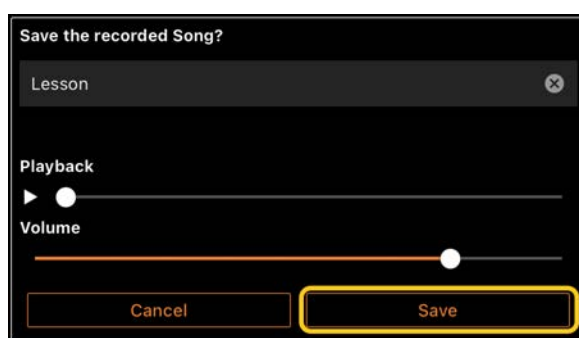 Save the recorded Song?
Lesson
Playback
Volume
Cancel Save